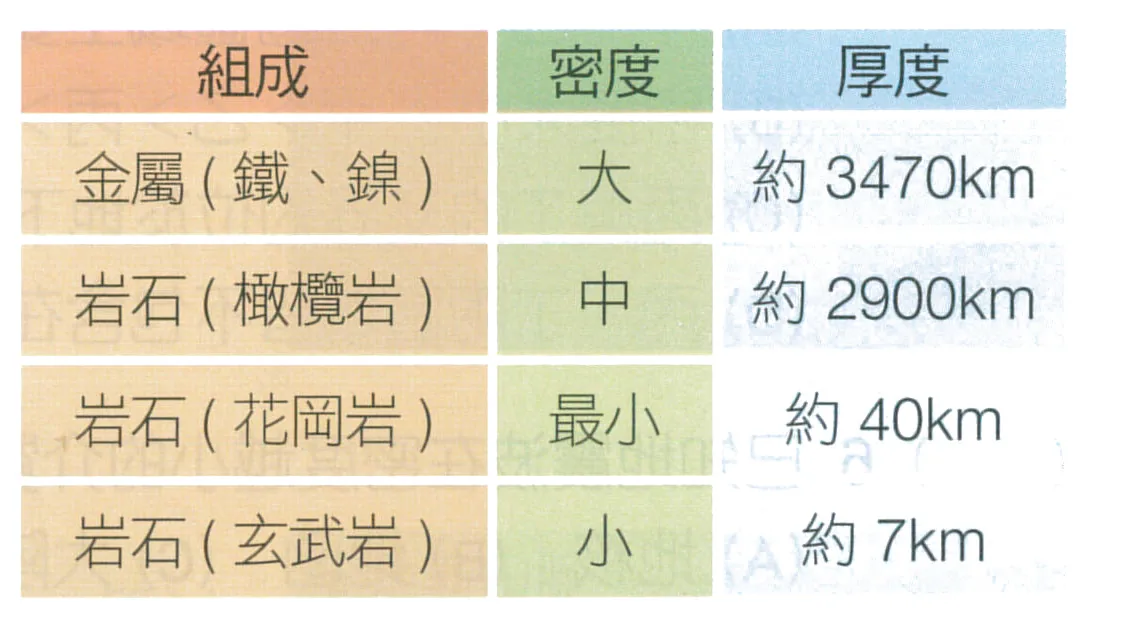 組成 密度 厚度
金屬(鐵、鎳) 大 約 3470km
岩石(橄欖岩) 中 約 2900km
岩石(花岡岩) 最小 約 40km
岩石(玄武岩) 小 約 7km